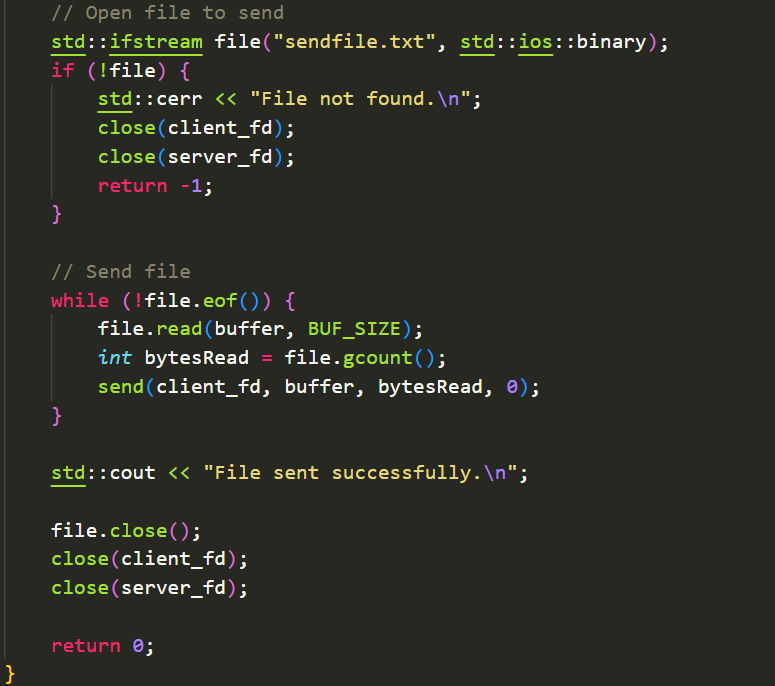 // Open file to send
std::ifstream file("sendfile.txt", std::ios::binary);
if (!file) {
std::cerr << "File not found.\n";
close(client_fd);
close(server_fd);
return -1;
}
// Send file
while (!file.eof()) {
file.read(buffer, BUF_SIZE);
int bytesRead = file.gcount();
send(client_fd, buffer, bytesRead, 0);
}
std::cout << "File sent successfully.\n";
file.close();
close(client_fd);
close(server_fd);
return 0;
}